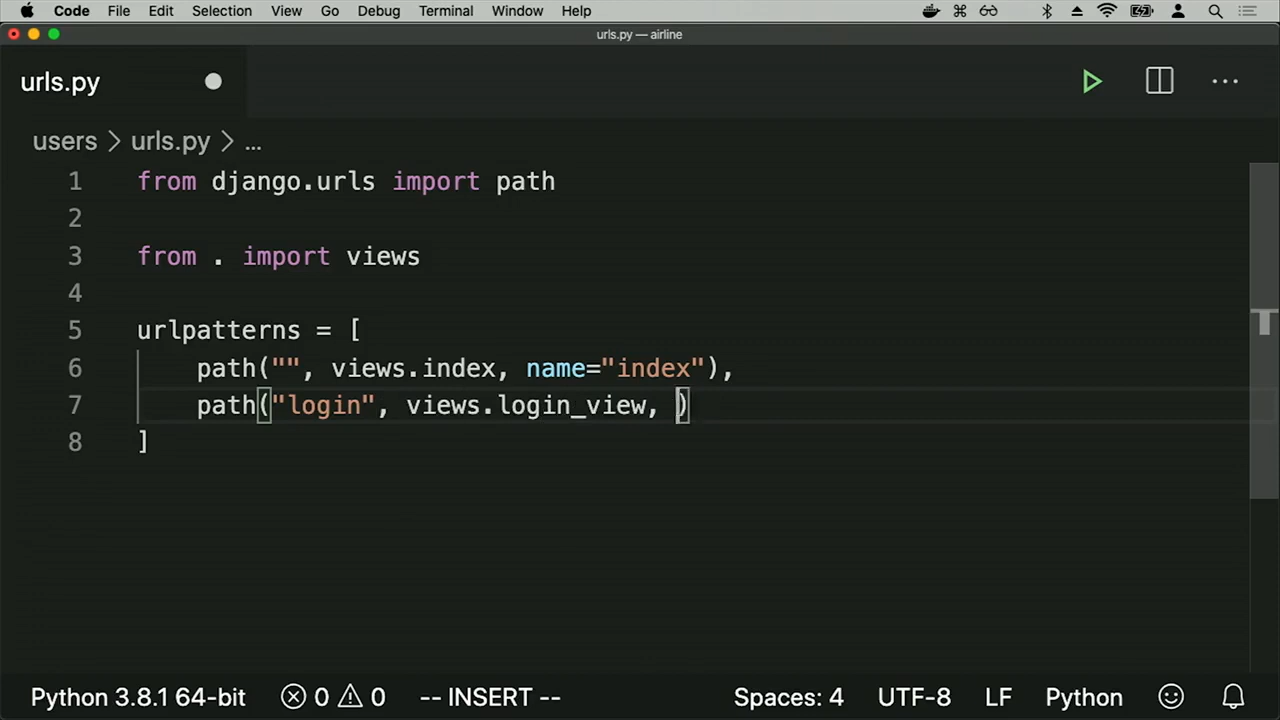 Code File Edit Selection View Go Debug Terminal Window Help
urls.py — airline
urls.py
users > urls.py > ...
1 from django.urls import path
2
3 from . import views
4
5 urlpatterns = [
6     path("", views.index, name="index"),
7     path("login", views.login_view, )
8 ]
Python 3.8.1 64-bit 0 0 -- INSERT -- Spaces: 4 UTF-8 LF Python